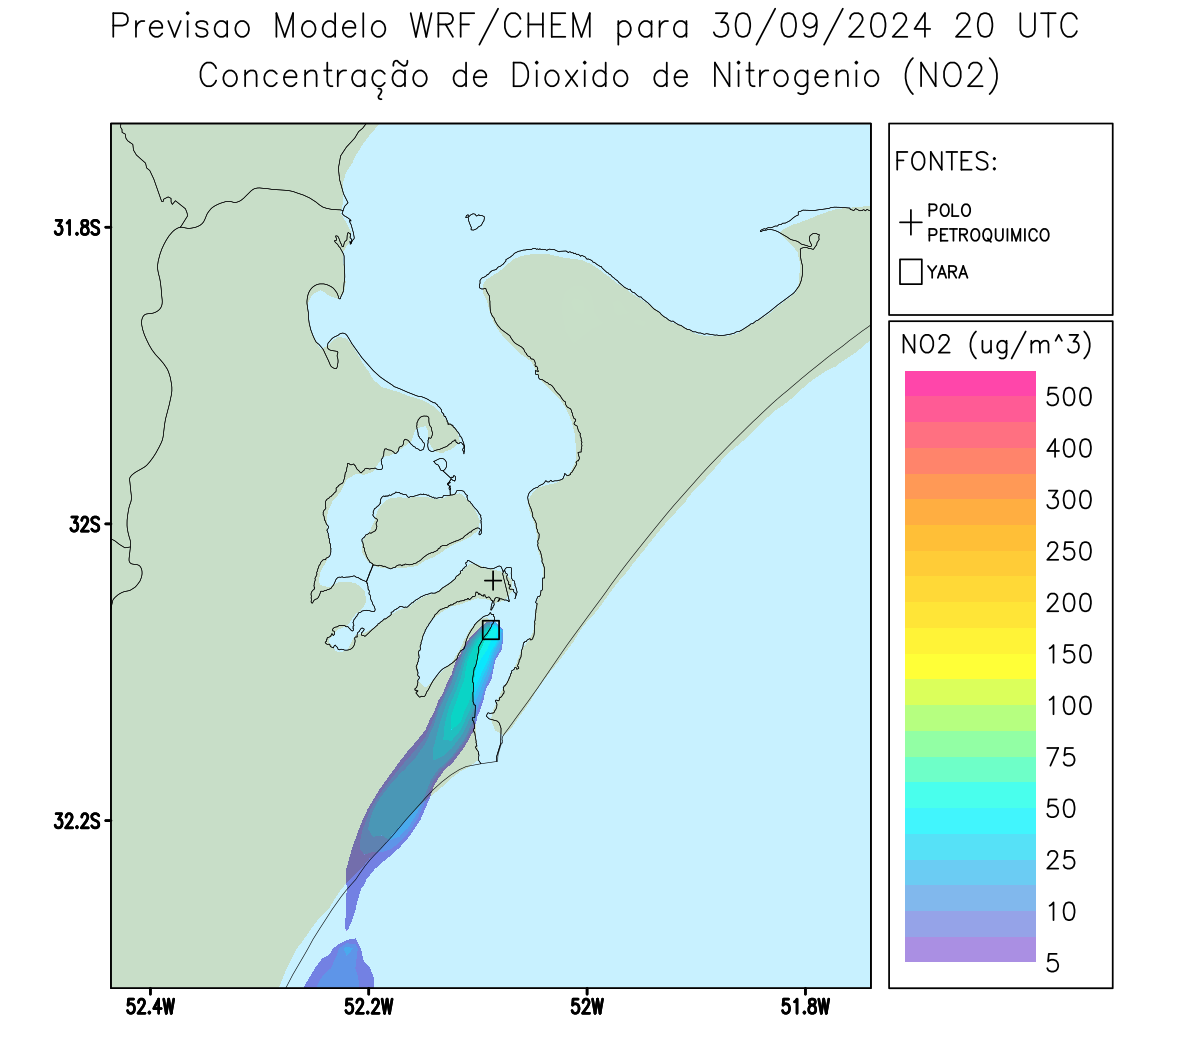 Previsao Modelo WRF/CHEM para 30/09/2024 20 UTC
Concentração de Dioxido de Nitrogenio (NO2)
FONTES:
POLO
PETROQUIMICO
YARA
NO2 (ug/m^3)
500
400
300
250
200
150
100
75
50
25
10
5
31.8S
32S
32.2S
52.4W
52.2W
52W
51.8W